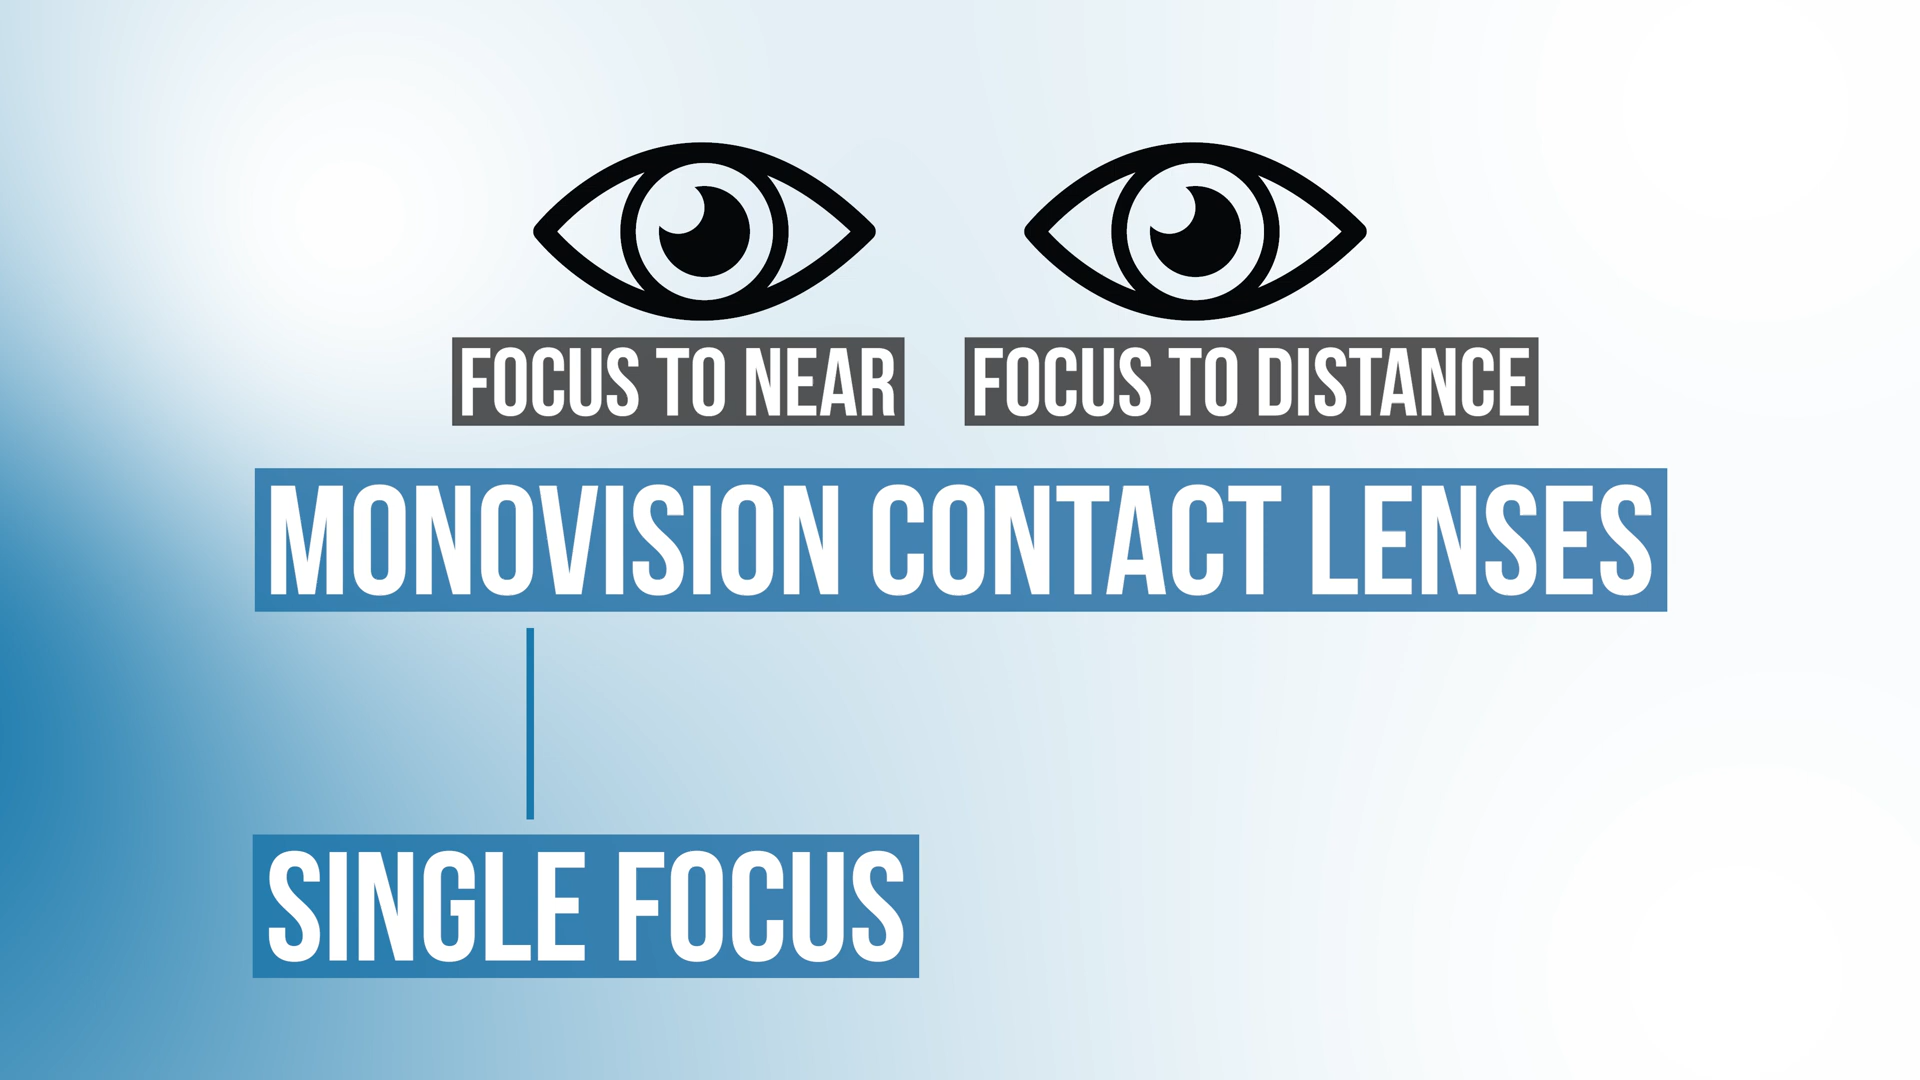 FOCUS TO NEAR
FOCUS TO DISTANCE
MONOVISION CONTACT LENSES
SINGLE FOCUS